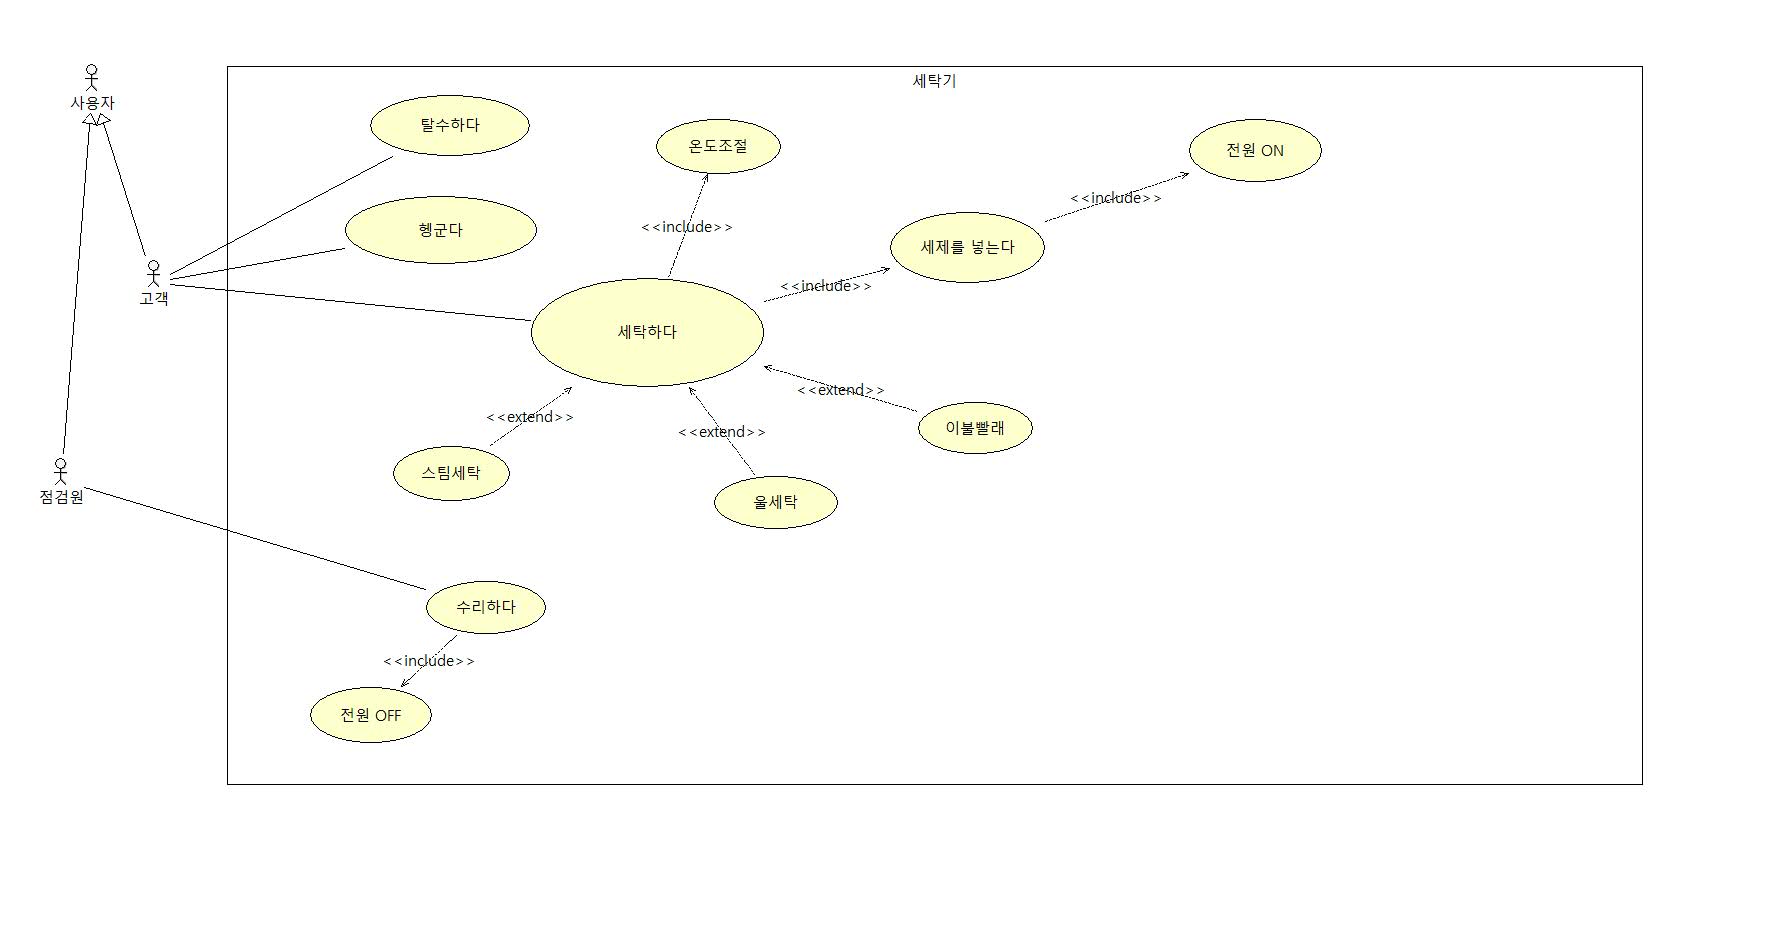 세탁기
사용자
탈수하다
온도조절
전원 ON
<<include>>
헹군다
<<include>>
세제를 넣는다
<<include>>
고객
세탁하다
<<extend>>
<<extend>>
<<extend>>
이불빨래
스팀세탁
점검원
울세탁
수리하다
<<include>>
전원 OFF